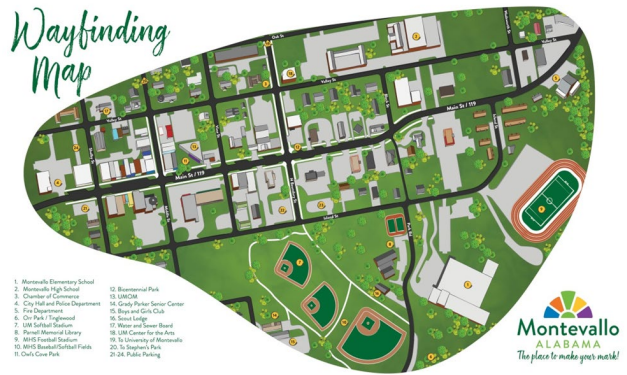 Wayfinding
Map
Oak St
Valley St
Valley St
Valley St
Main St / 119
Main St / 119
Island St
1. Montevallo Elementary School
2. Montevallo High School
3. Chamber of Commerce
4. City Hall and Police Department
5. Fire Department
6. Orr Park / Tinglewood
7. UM Softball Stadium
8. Parnell Memorial Library
9. MHS Football Stadium
10. MHS Baseball/Softball Fields
11. Owl's Cove Park
12. Bicentennial Park
13. UMOM
14. Grady Parker Senior Center
15. Boys and Girls Club
16. Scout Lodge
17. Water and Sewer Board
18. UM Center for the Arts
19. To University of Montevallo
20. To Stephen's Park
21-24. Public Parking
Montevallo
ALABAMA
The place to make your mark!